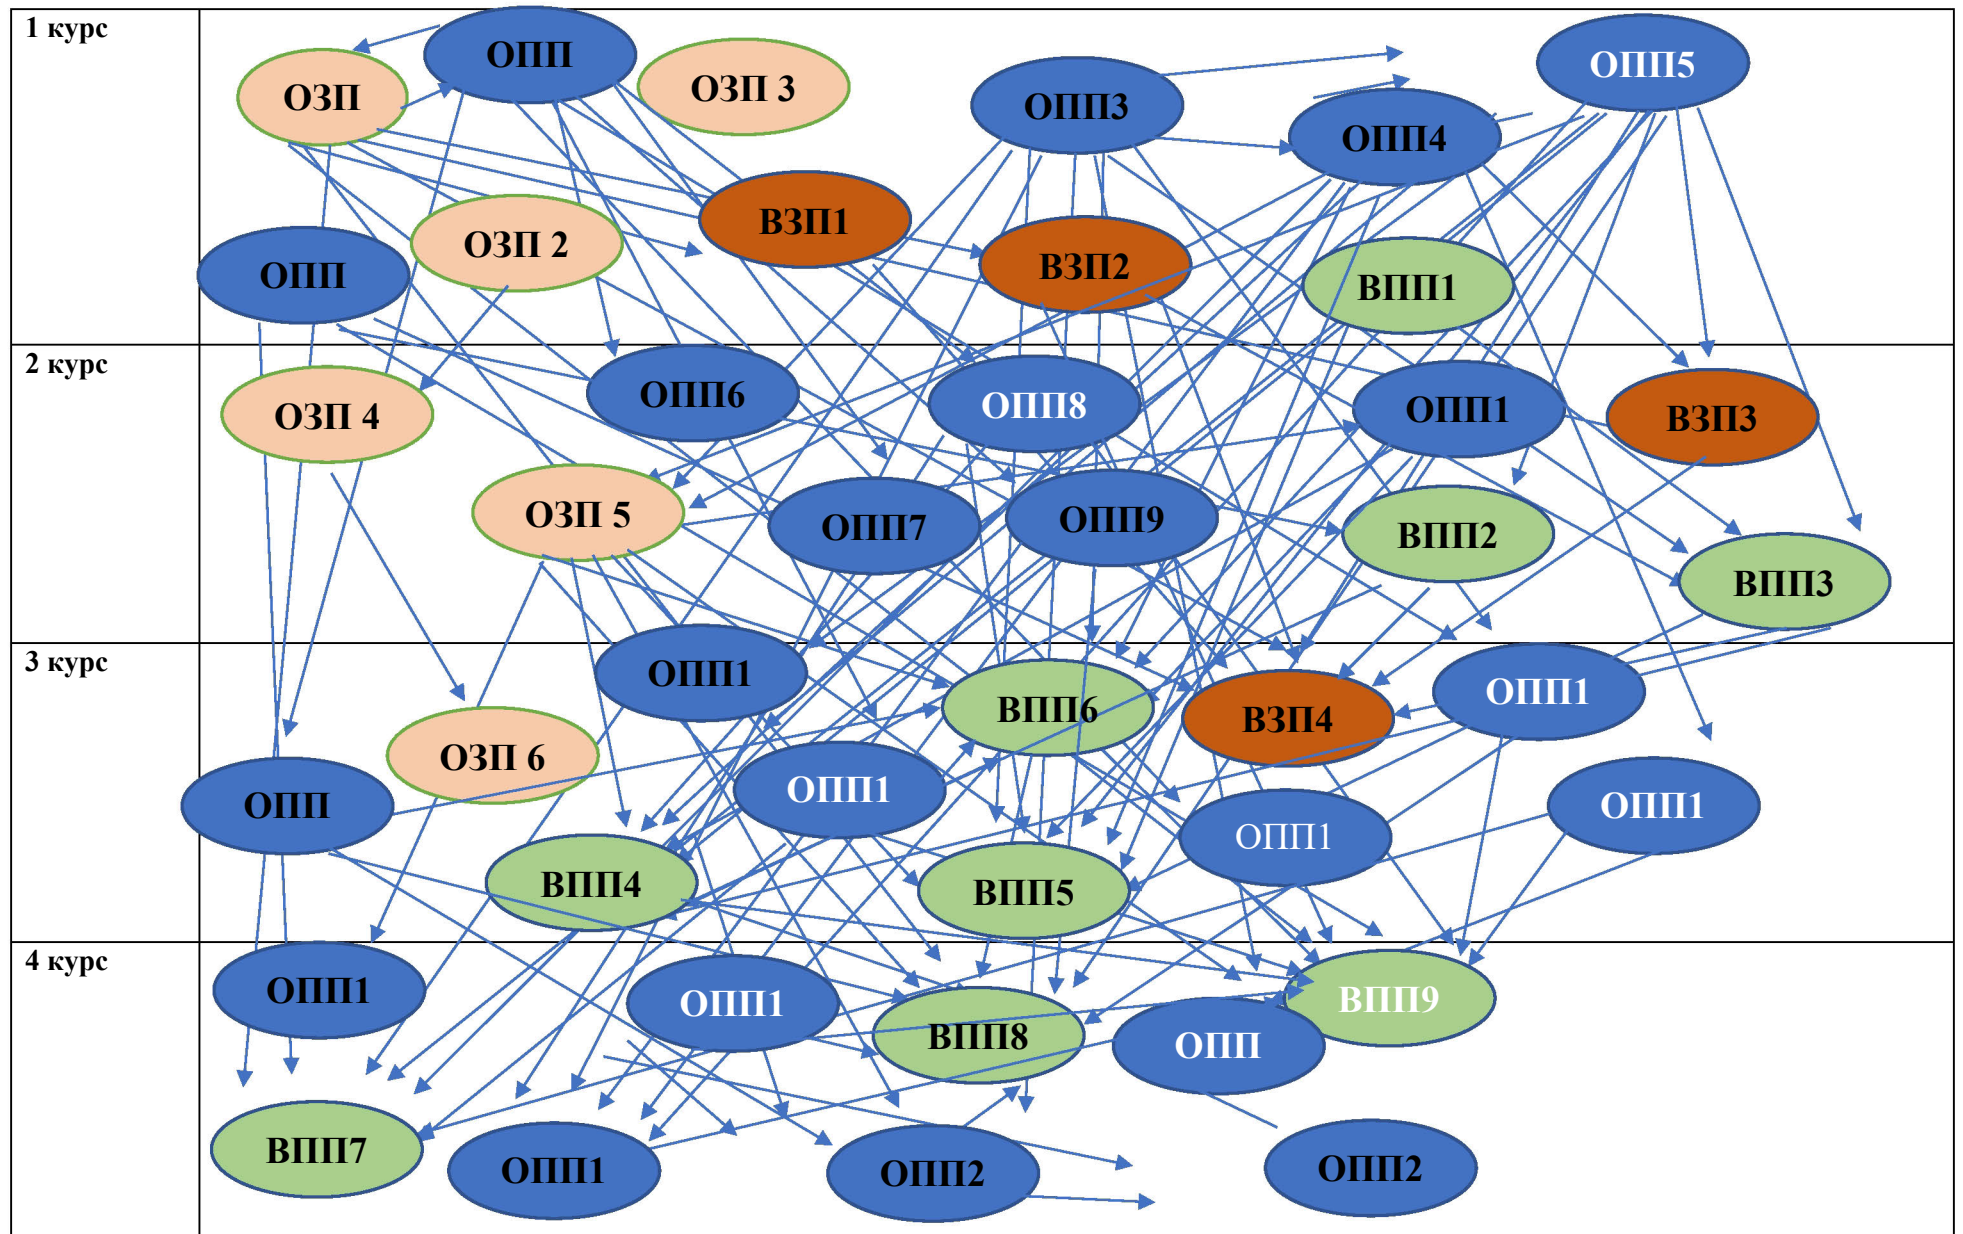 1 курс
ОПП
ОЗП
ОЗП 3
ОПП3
ОПП4
ОПП5
ОПП
ОЗП 2
ВЗП1
ВЗП2
ВПП1
2 курс
ОЗП 4
ОПП6
ОПП8
ОПП1
ВЗП3
ОЗП 5
ОПП7
ОПП9
ВПП2
ВПП3
3 курс
ОПП1
ВПП6
ВЗП4
ОПП1
ОПП
ОЗП 6
ОПП1
ОПП1
ОПП1
ВПП4
ВПП5
4 курс
ОПП1
ОПП1
ВПП8
ОПП
ВПП9
ВПП7
ОПП1
ОПП2
ОПП2